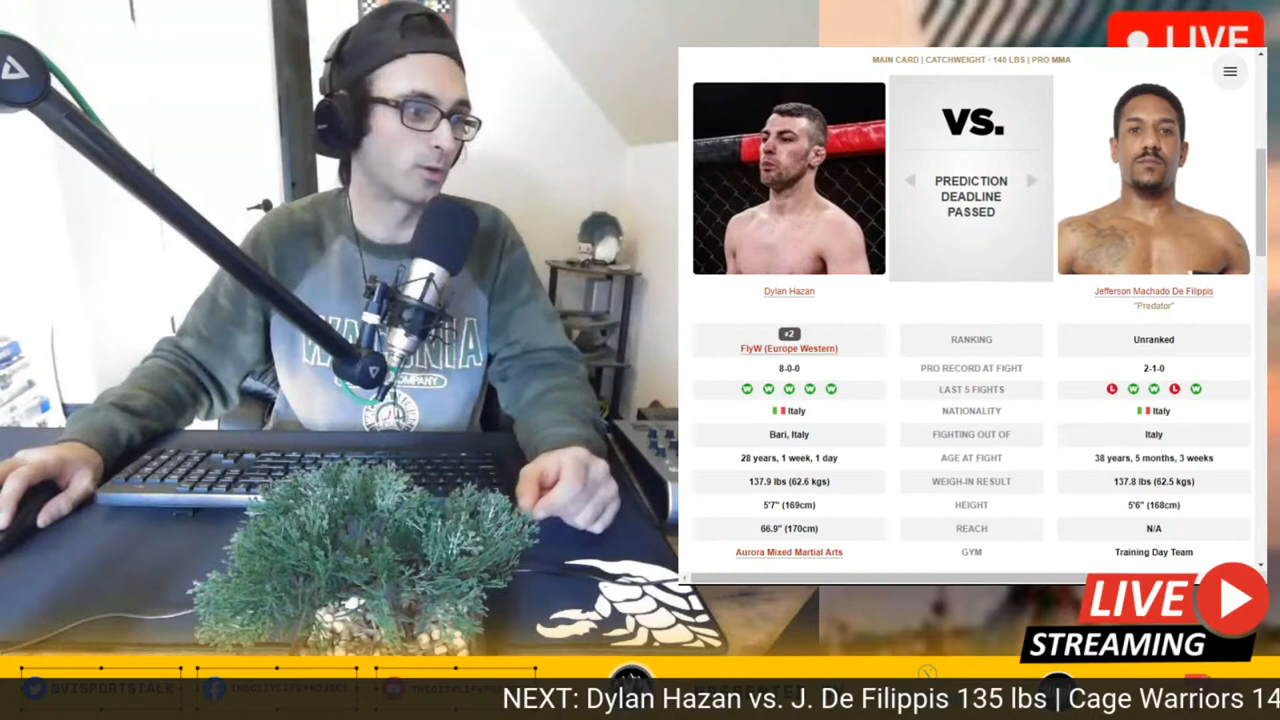 LIVE
MAIN CARD | CATCHWEIGHT · 140 LBS | PRO MMA
VS.
PREDICTION
DEADLINE
PASSED
Dylan Hazan
Jefferson Machado De Filippis
"Predator"
#2
FlyW (Europe Western)
RANKING
Unranked
8-0-0
PRO RECORD AT FIGHT
2-1-0
W W W W W
LAST 5 FIGHTS
L W W L W
Italy
NATIONALITY
Italy
Bari, Italy
FIGHTING OUT OF
Italy
28 years, 1 week, 1 day
AGE AT FIGHT
38 years, 5 months, 3 weeks
137.9 lbs (62.6 kgs)
WEIGH-IN RESULT
137.8 lbs (62.5 kgs)
5'7" (169cm)
HEIGHT
5'6" (168cm)
66.9" (170cm)
REACH
N/A
Aurora Mixed Martial Arts
GYM
Training Day Team
LIVE
STREAMING
@VISPORTSTALK
NEXT: Dylan Hazan vs. J. De Filippis 135 lbs | Cage Warriors 14